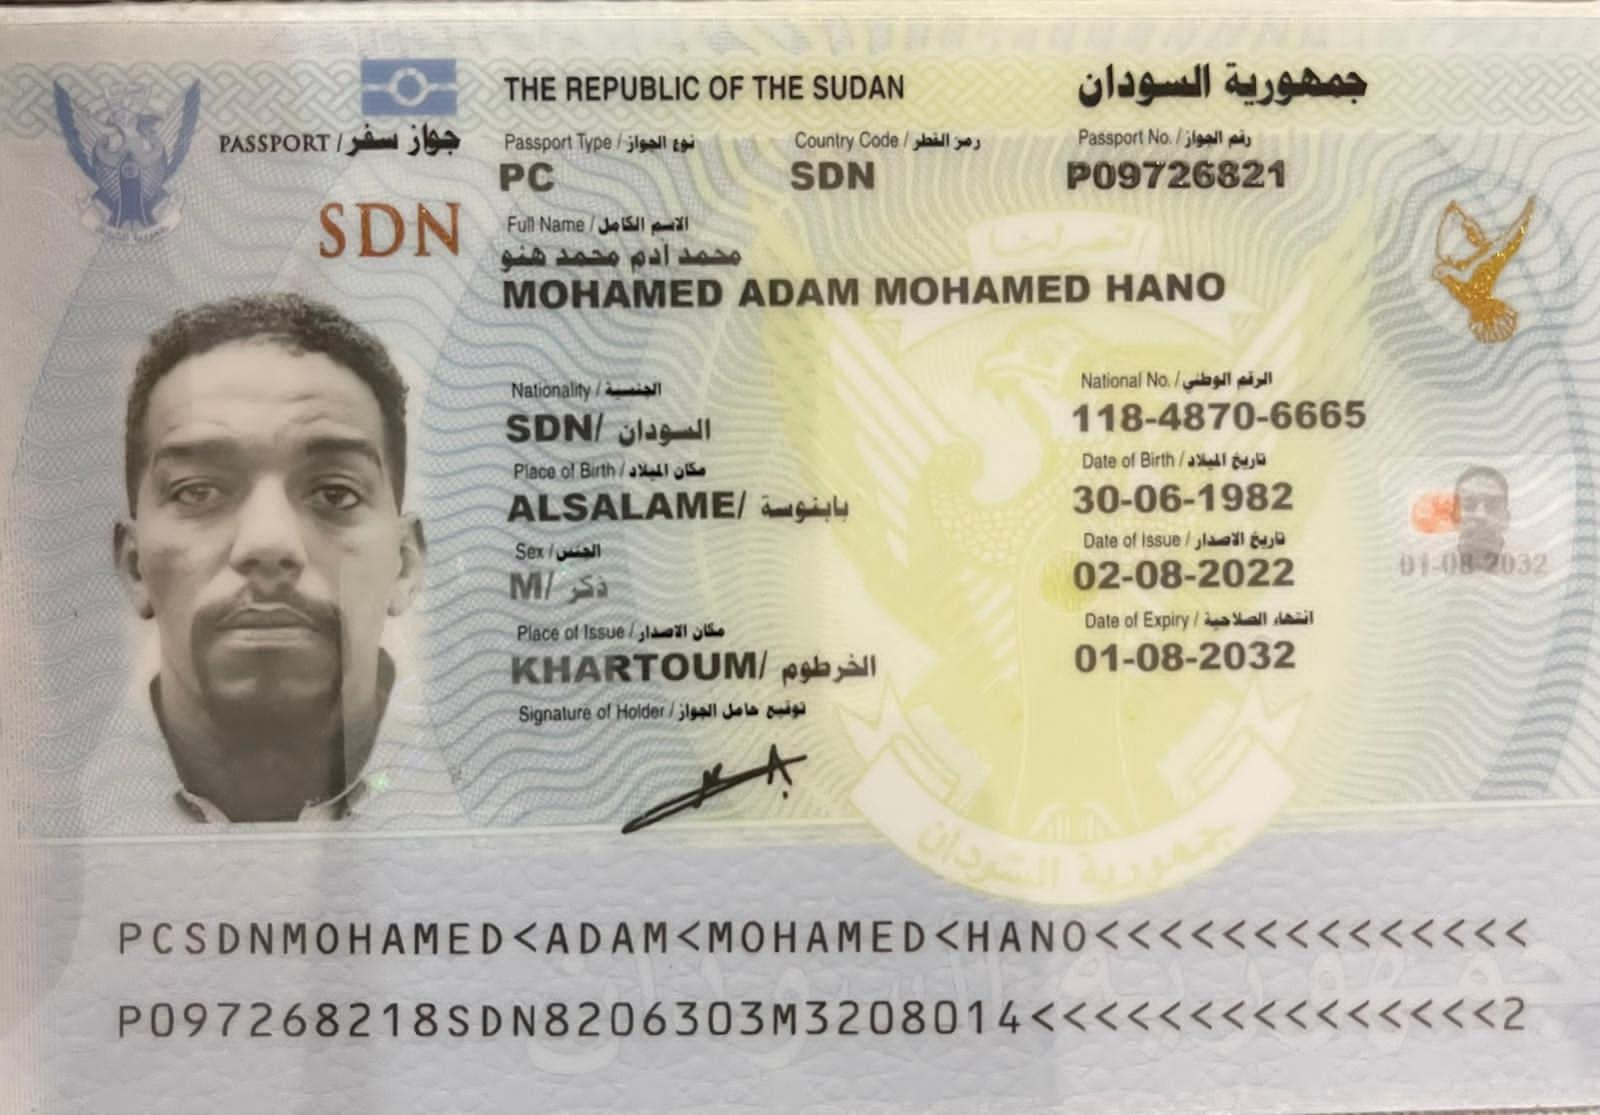 THE REPUBLIC OF THE SUDAN جمهورية السودان
PASSPORT / جواز سفر
Passport Type / نوع الجواز Country Code / رمز القطر Passport No. / رقم الجواز
PC SDN P09726821
SDN
Full Name / الاسم الكامل
محمد ادم محمد هنو
MOHAMED ADAM MOHAMED HANO
Nationality / الجنسية National No. / الرقم الوطني
SDN/ السودان 118-4870-6665
Place of Birth / مكان الميلاد Date of Birth / تاريخ الميلاد
ALSALAME/ بابنوسة 30-06-1982
Sex / الجنس Date of Issue / تاريخ الاصدار
M/ ذكر 02-08-2022
01-08-2032
Place of Issue / مكان الاصدار Date of Expiry / انتهاء الصلاحية
KHARTOUM/ الخرطوم 01-08-2032
Signature of Holder / توقيع حامل الجواز
النصر لنا
جمهورية السودان
PCSDNMOHAMED<ADAM<MOHAMED<HANO<<<<<<<<<<<<<<
P097268218SDN8206303M3208014<<<<<<<<<<<<<<<2
جمهورية السودان